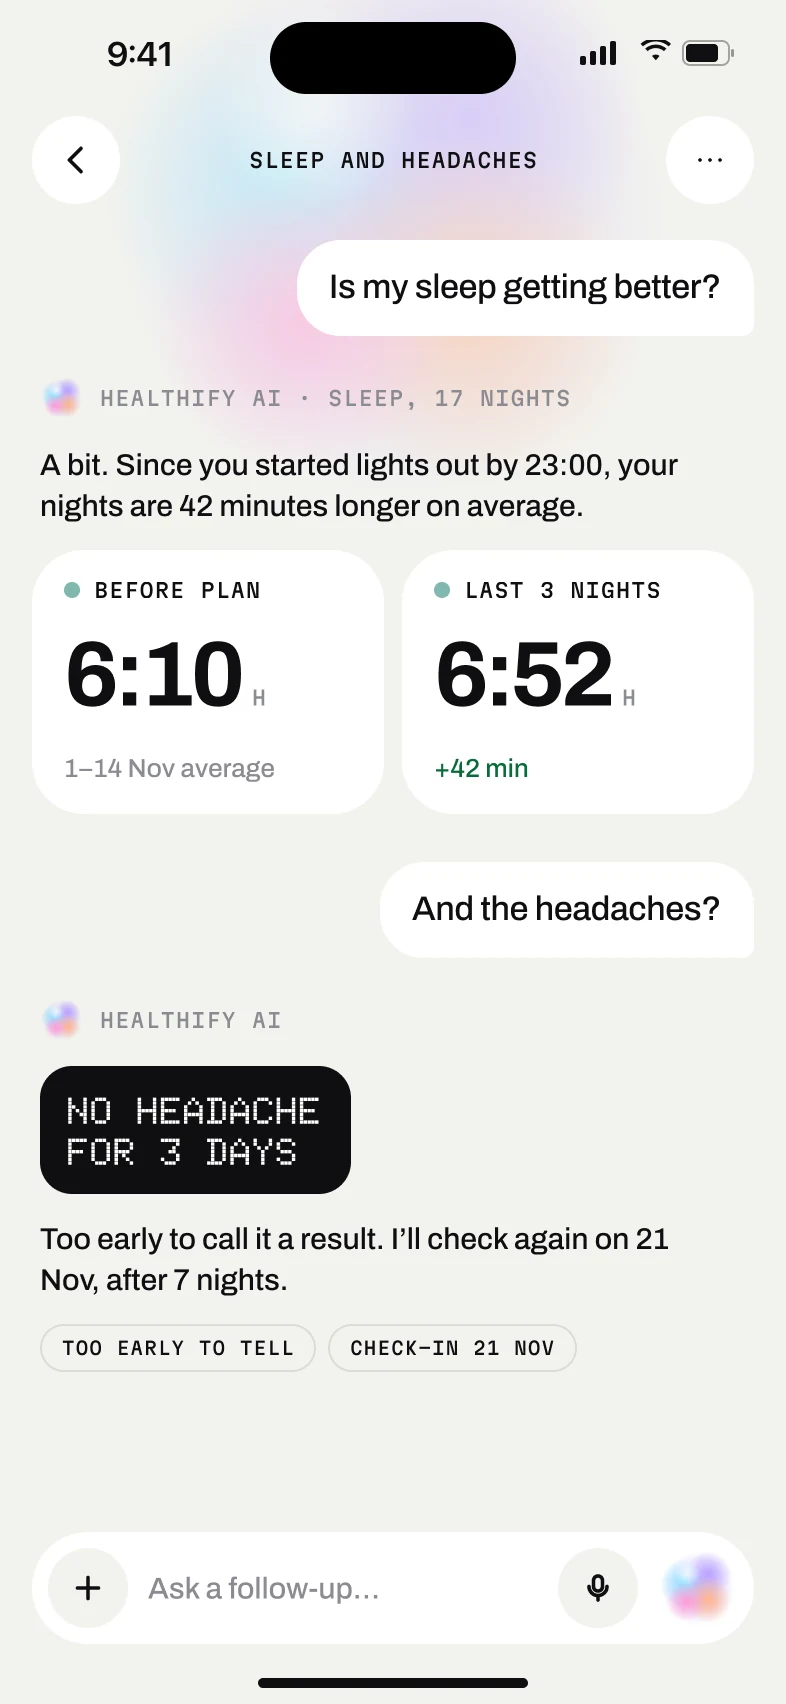 9:41
SLEEP AND HEADACHES
Is my sleep getting better?
HEALTHIFY AI · SLEEP, 17 NIGHTS
A bit. Since you started lights out by 23:00, your
nights are 42 minutes longer on average.
BEFORE PLAN
6:10 H
1–14 Nov average
LAST 3 NIGHTS
6:52 H
+42 min
And the headaches?
HEALTHIFY AI
NO HEADACHE
FOR 3 DAYS
Too early to call it a result. I’ll check again on 21
Nov, after 7 nights.
TOO EARLY TO TELL
CHECK–IN 21 NOV
Ask a follow-up...